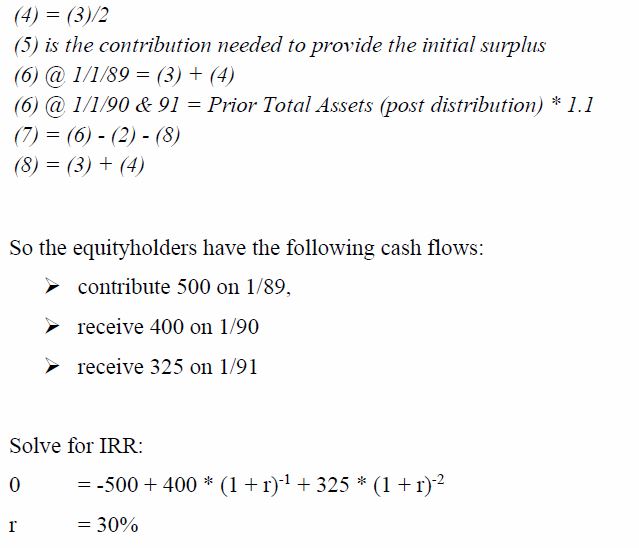 (4) = (3)/2
(5) is the contribution needed to provide the initial surplus
(6) @ 1/1/89 = (3) + (4)
(6) @ 1/1/90 & 91 = Prior Total Assets (post distribution) * 1.1
(7) = (6) - (2) - (8)
(8) = (3) + (4)
So the equityholders have the following cash flows:
➢ contribute 500 on 1/89,
➢ receive 400 on 1/90
➢ receive 325 on 1/91
Solve for IRR:
0 = -500 + 400 * (1 + r)⁻¹ + 325 * (1 + r)⁻²
r = 30%